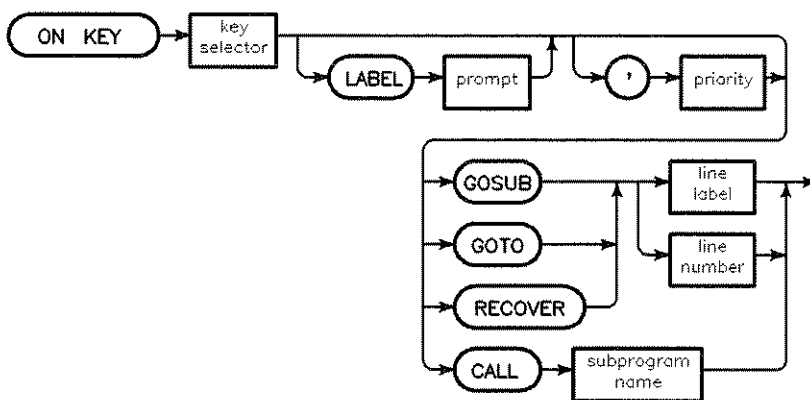 ON KEY
key
selector
LABEL
prompt
,
priority
GOSUB
line
label
GOTO
line
number
RECOVER
CALL
subprogram
name